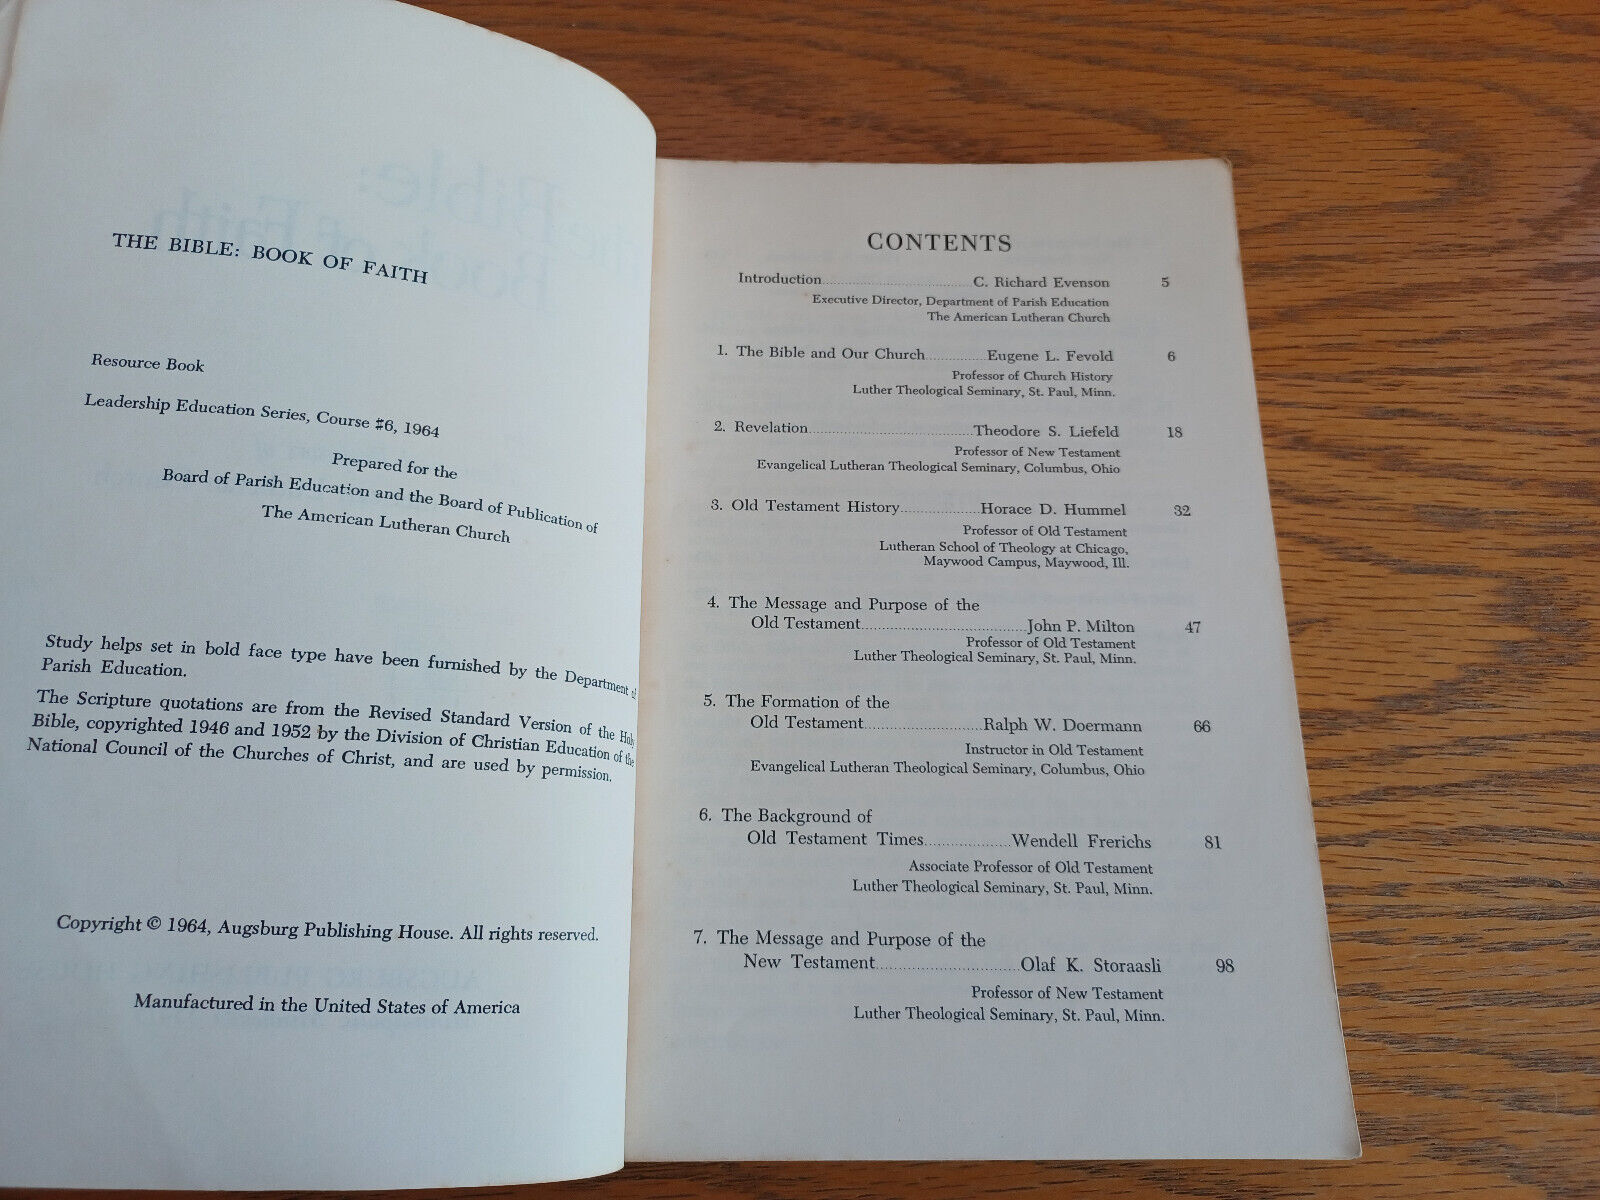 THE BIBLE: BOOK OF FAITH
Resource Book
Leadership Education Series, Course #6, 1964
Prepared for the
Board of Parish Education and the Board of Publication of
The American Lutheran Church
Study helps set in bold face type have been furnished by the Department of
Parish Education.
The Scripture quotations are from the Revised Standard Version of the Holy
Bible, copyrighted 1946 and 1952 by the Division of Christian Education of the
National Council of the Churches of Christ, and are used by permission.
Copyright © 1964, Augsburg Publishing House. All rights reserved.
Manufactured in the United States of America
CONTENTS
Introduction........................................C. Richard Evenson 5
Executive Director, Department of Parish Education
The American Lutheran Church
1. The Bible and Our Church...............Eugene L. Fevold 6
Professor of Church History
Luther Theological Seminary, St. Paul, Minn.
2. Revelation...........................................Theodore S. Liefeld 18
Professor of New Testament
Evangelical Lutheran Theological Seminary, Columbus, Ohio
3. Old Testament History....................Horace D. Hummel 32
Professor of Old Testament
Lutheran School of Theology at Chicago,
Maywood Campus, Maywood, Ill.
4. The Message and Purpose of the
Old Testament.........................................John P. Milton 47
Professor of Old Testament
Luther Theological Seminary, St. Paul, Minn.
5. The Formation of the
Old Testament.............................Ralph W. Doermann 66
Instructor in Old Testament
Evangelical Lutheran Theological Seminary, Columbus, Ohio
6. The Background of
Old Testament Times.....................Wendell Frerichs 81
Associate Professor of Old Testament
Luther Theological Seminary, St. Paul, Minn.
7. The Message and Purpose of the
New Testament...................................Olaf K. Storaasli 98
Professor of New Testament
Luther Theological Seminary, St. Paul, Minn.